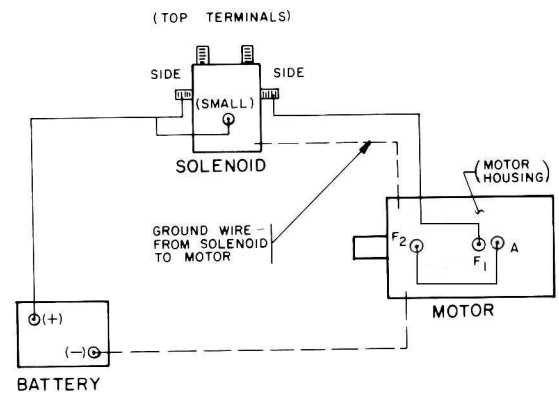 (TOP TERMINALS)
SIDE
SIDE
(SMALL)
SOLENOID
(MOTOR
HOUSING)
GROUND WIRE –
FROM SOLENOID
TO MOTOR
F2
F1
A
MOTOR
(+)
(—)
BATTERY